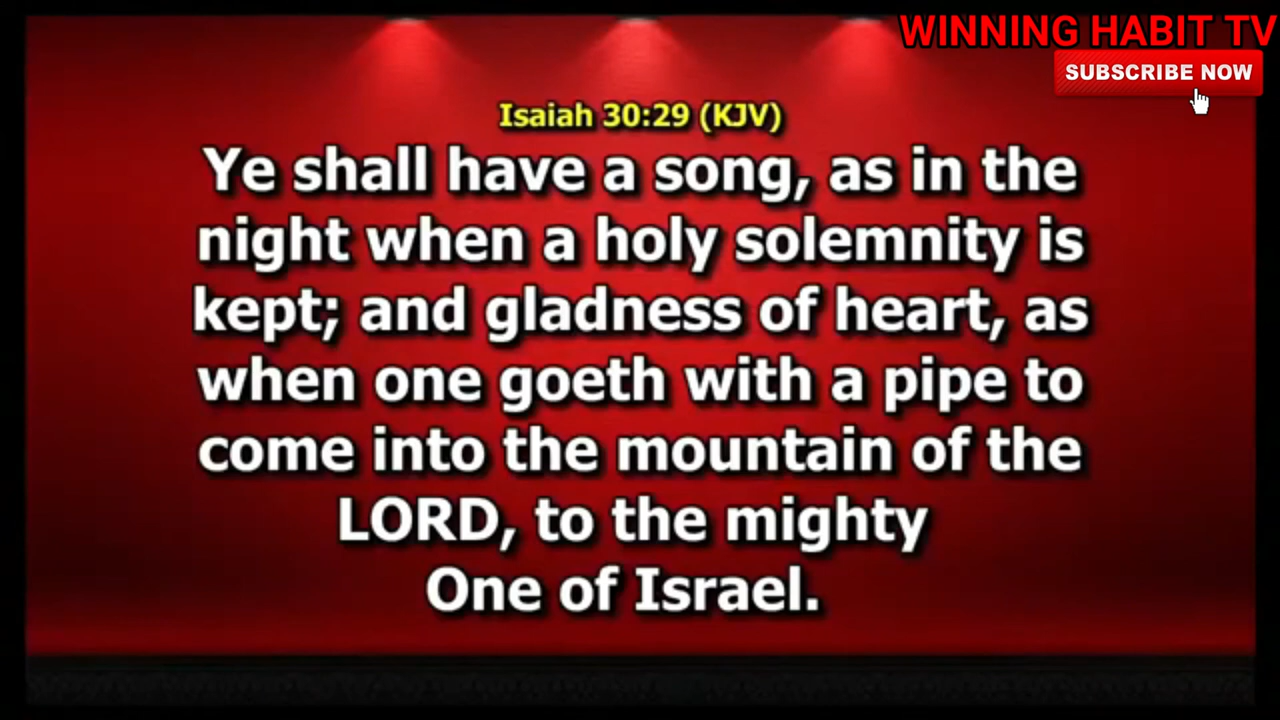 WINNING HABIT TV
SUBSCRIBE NOW
Isaiah 30:29 (KJV)
Ye shall have a song, as in the
night when a holy solemnity is
kept; and gladness of heart, as
when one goeth with a pipe to
come into the mountain of the
LORD, to the mighty
One of Israel.